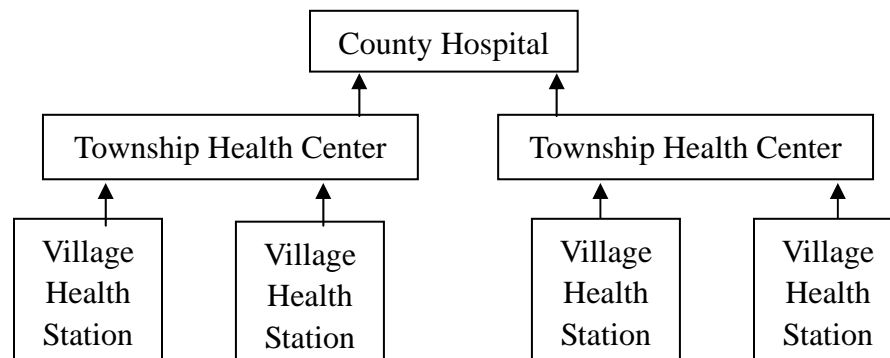 County Hospital
Township Health Center
Township Health Center
Village
Health
Station
Village
Health
Station
Village
Health
Station
Village
Health
Station